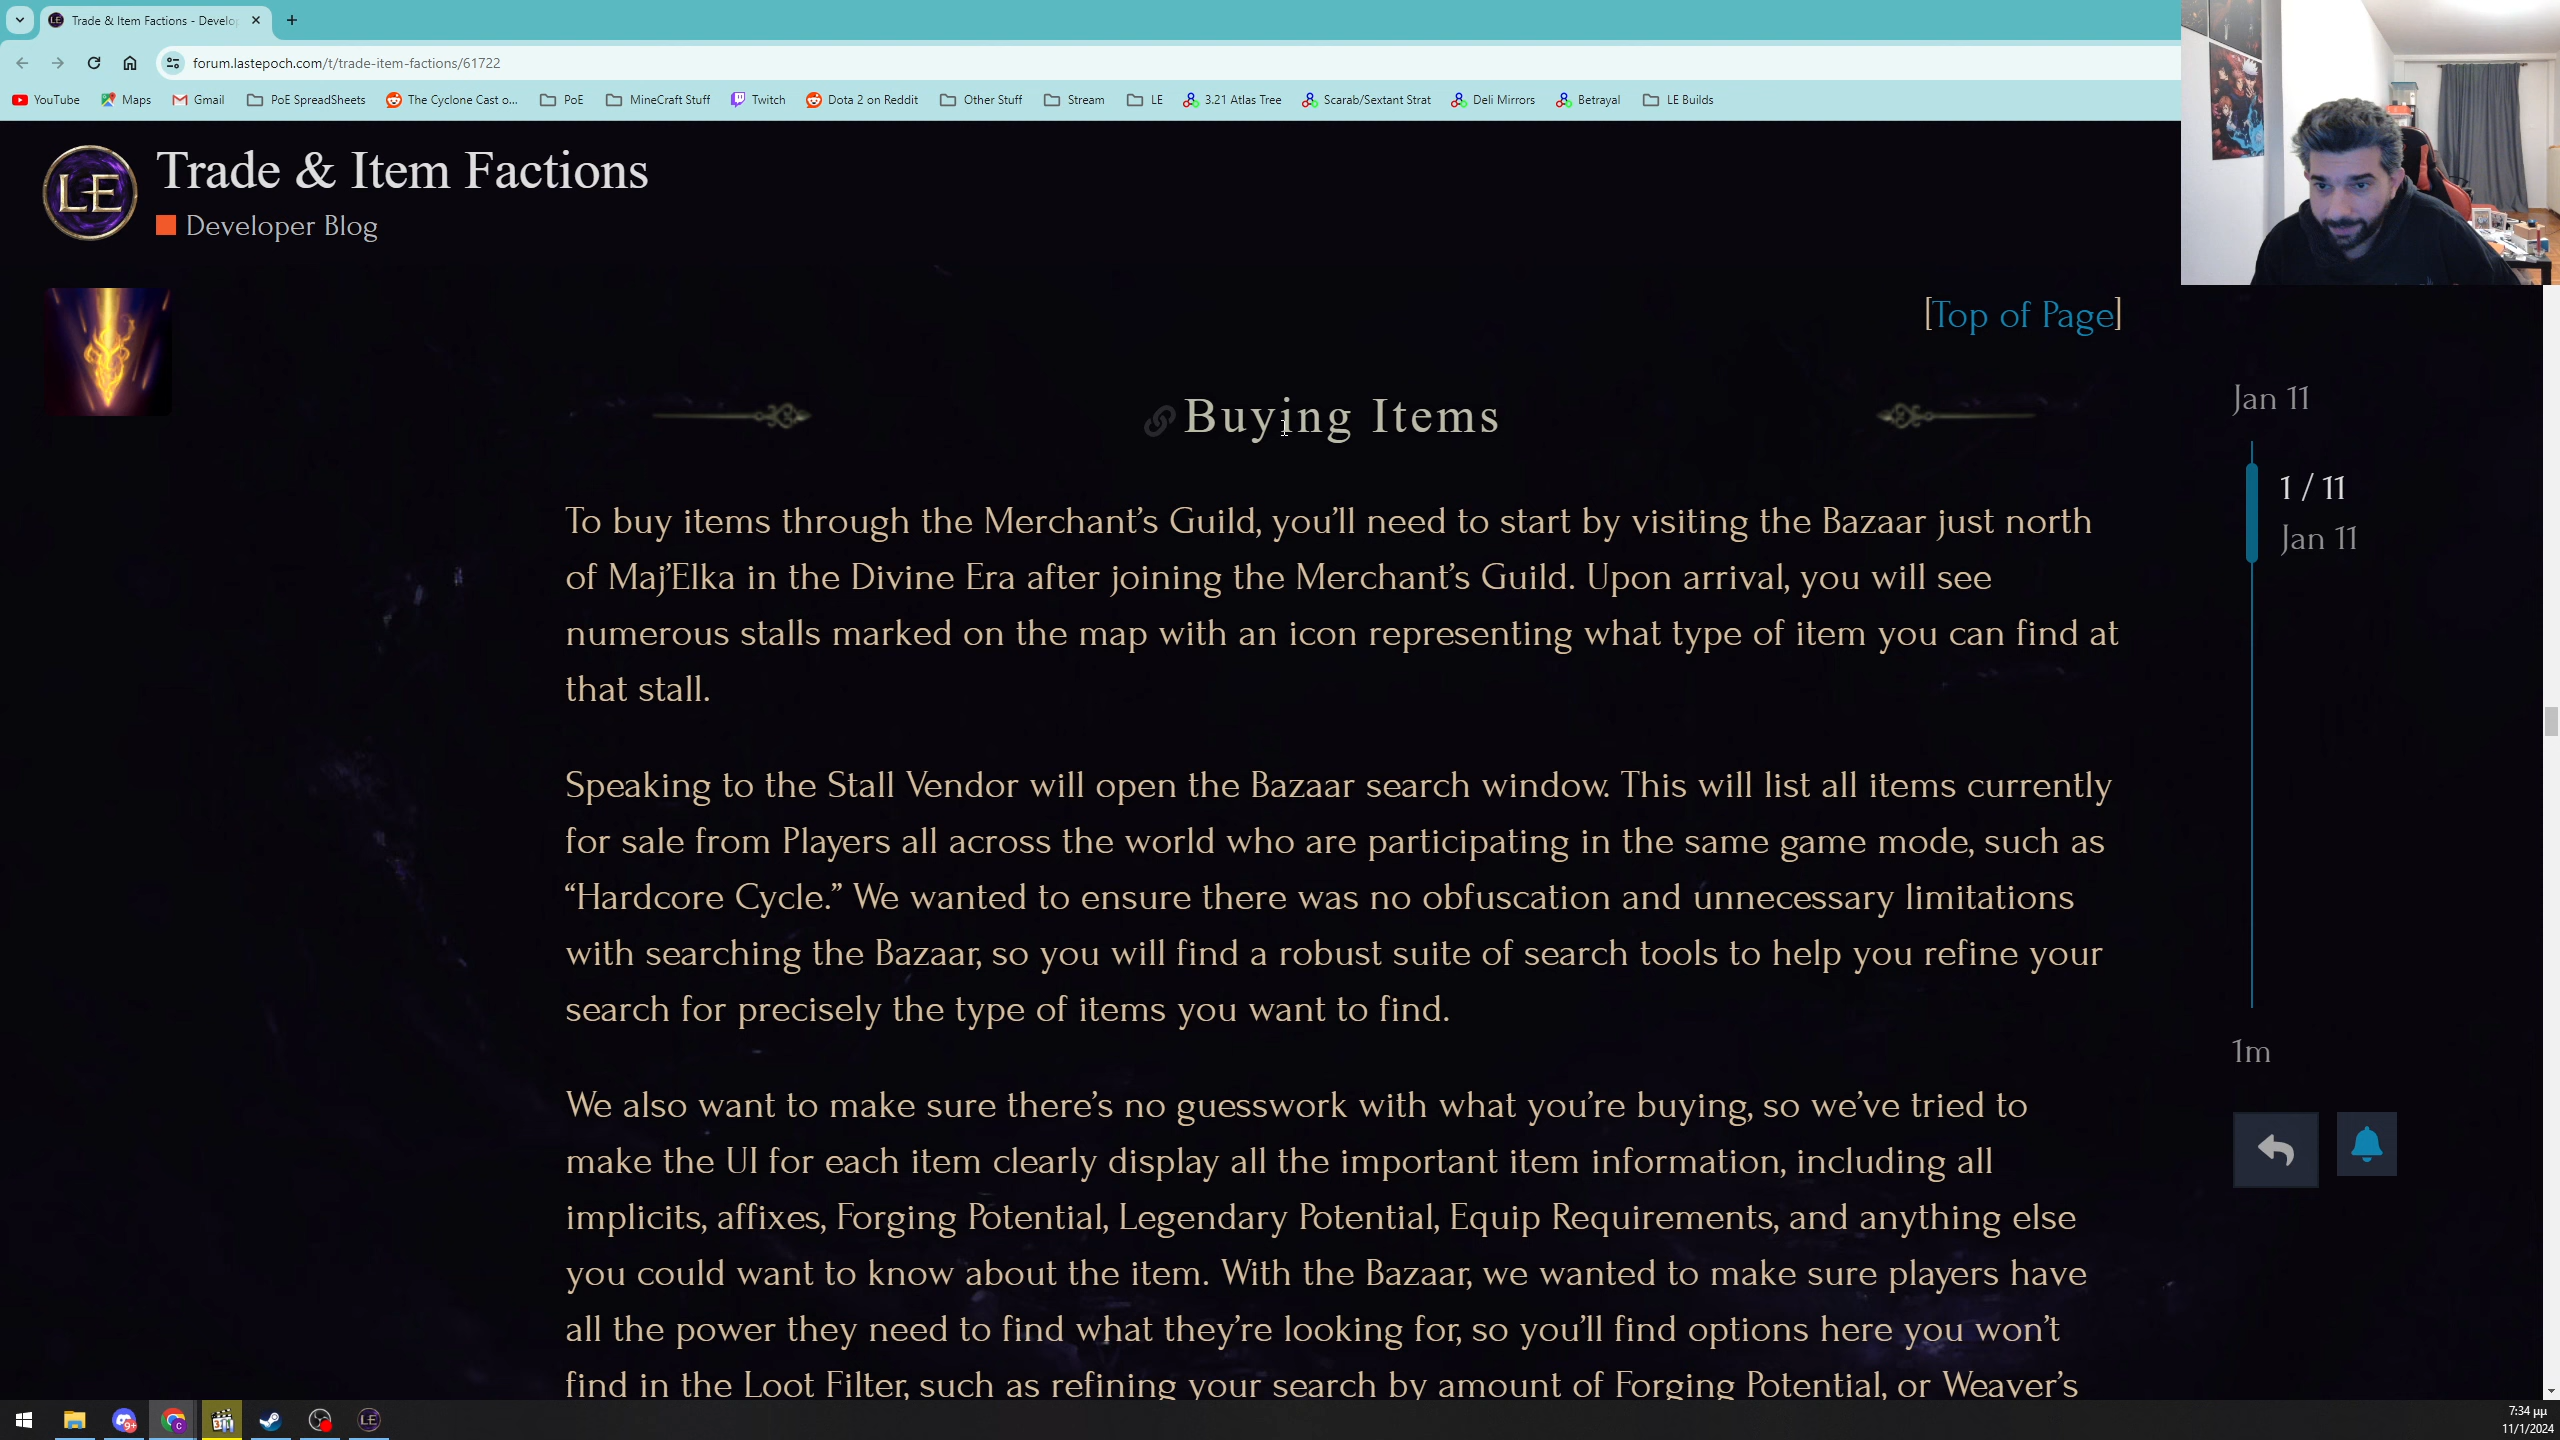 Trade & Item Factions - Develo
forum.lastepoch.com/t/trade-item-factions/61722
YouTube Maps Gmail PoE SpreadSheets The Cyclone Cast o... PoE MineCraft Stuff Twitch Dota 2 on Reddit Other Stuff Stream LE 3.21 Atlas Tree Scarab/Sextant Strat Deli Mirrors Betrayal LE Builds
LE
Trade & Item Factions
Developer Blog
[Top of Page]
Buying Items
To buy items through the Merchant’s Guild, you’ll need to start by visiting the Bazaar just north
of Maj’Elka in the Divine Era after joining the Merchant’s Guild. Upon arrival, you will see
numerous stalls marked on the map with an icon representing what type of item you can find at
that stall.
Speaking to the Stall Vendor will open the Bazaar search window. This will list all items currently
for sale from Players all across the world who are participating in the same game mode, such as
“Hardcore Cycle.” We wanted to ensure there was no obfuscation and unnecessary limitations
with searching the Bazaar, so you will find a robust suite of search tools to help you refine your
search for precisely the type of items you want to find.
We also want to make sure there’s no guesswork with what you’re buying, so we’ve tried to
make the UI for each item clearly display all the important item information, including all
implicits, affixes, Forging Potential, Legendary Potential, Equip Requirements, and anything else
you could want to know about the item. With the Bazaar, we wanted to make sure players have
all the power they need to find what they’re looking for, so you’ll find options here you won’t
find in the Loot Filter, such as refining your search by amount of Forging Potential, or Weaver’s
Jan 11
1 / 11
Jan 11
1m
9+
LE
7:34 μμ
11/1/2024